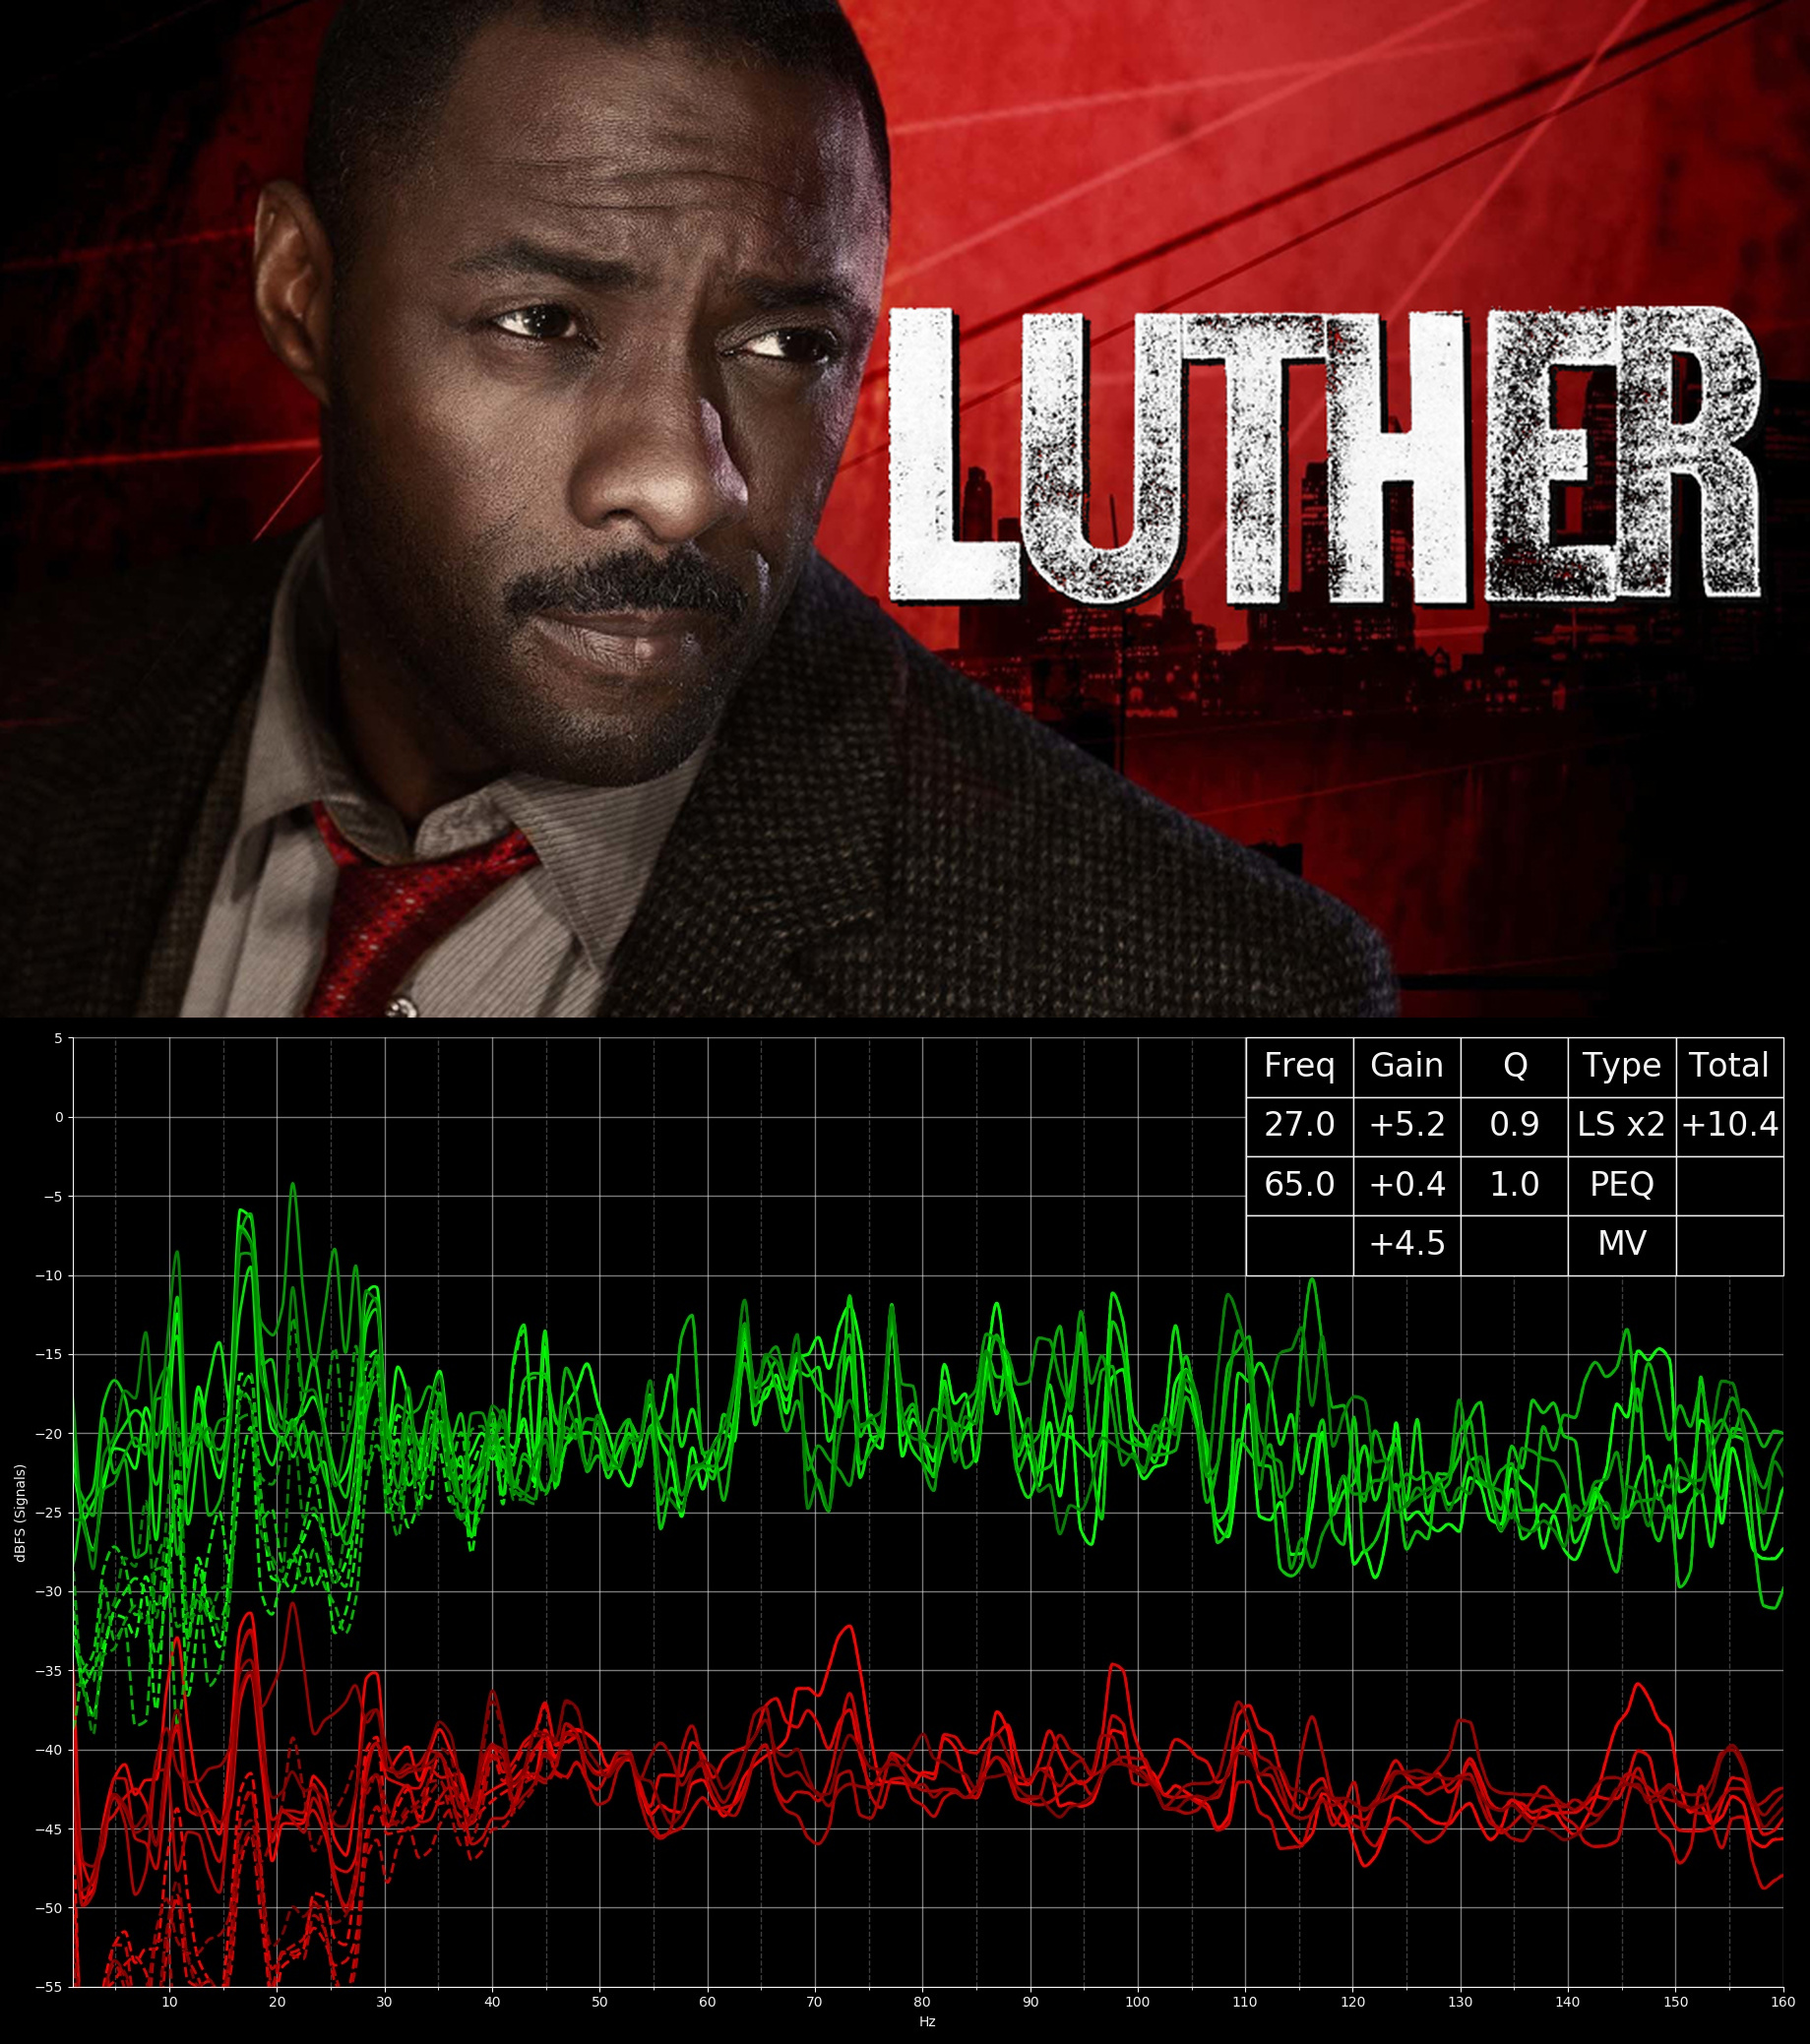 LUTHER
Freq Gain Q Type Total
27.0 +5.2 0.9 LS x2 +10.4
65.0 +0.4 1.0 PEQ
+4.5 MV
5
0
−5
−10
−15
−20
−25
−30
−35
−40
−45
−50
−55
dBFS (Signals)
10 20 30 40 50 60 70 80 90 100 110 120 130 140 150 160
Hz